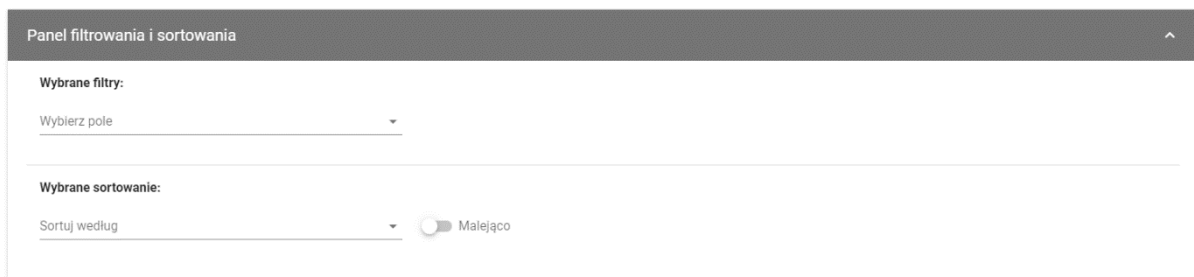 Panel filtrowania i sortowania
Wybrane filtry:
Wybierz pole
Wybrane sortowanie:
Sortuj według Malejąco